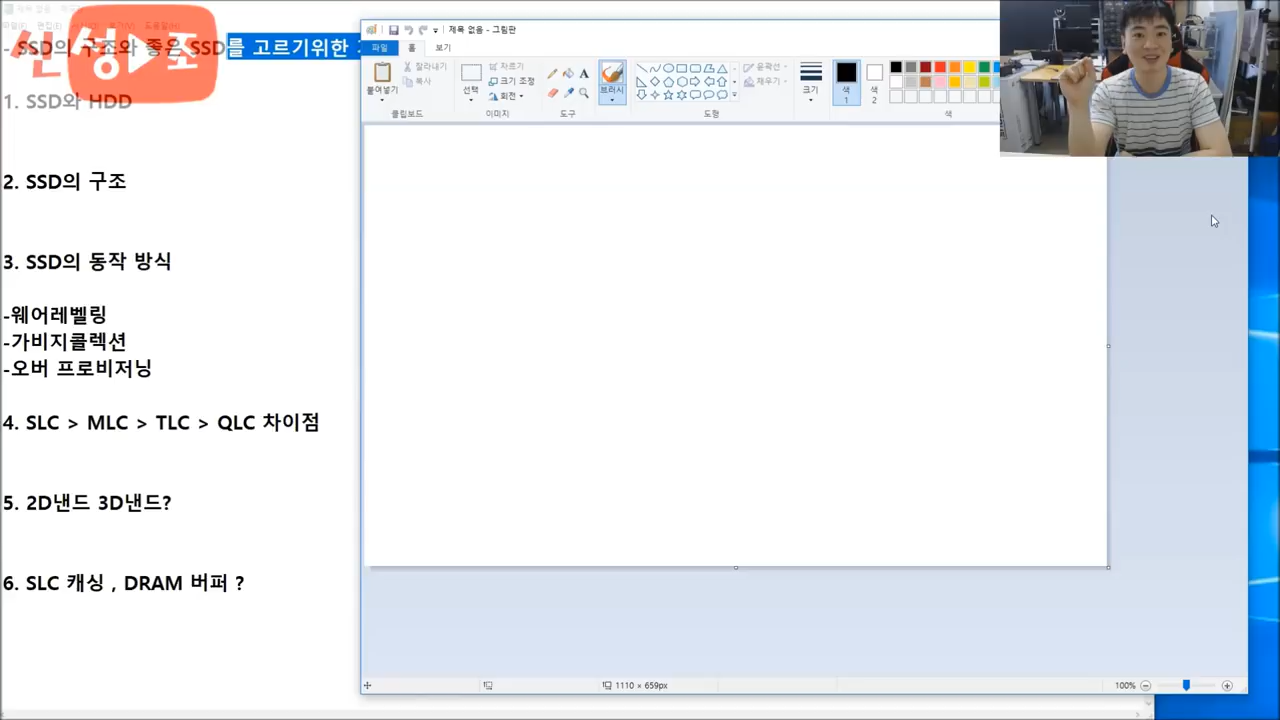 - SSD의 구조와 좋은 SSD를 고르기위한
신성조
1. SSD와 HDD
2. SSD의 구조
3. SSD의 동작 방식
-웨어레벨링
-가비지콜렉션
-오버 프로비저닝
4. SLC > MLC > TLC > QLC 차이점
5. 2D낸드 3D낸드?
6. SLC 캐싱 , DRAM 버퍼 ?
제목 없음 - 그림판
파일 홈 보기
붙여넣기
잘라내기
복사
클립보드
선택
자르기
크기 조정
회전
이미지
A
도구
브러시
윤곽선
채우기
도형
크기
색 1
색 2
색
1110 × 659px
100%